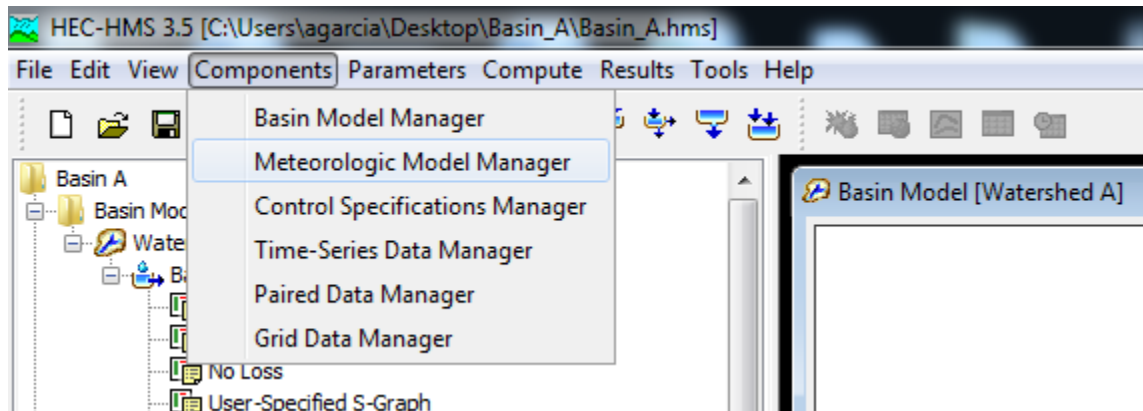 HEC-HMS 3.5 [C:\Users\agarcia\Desktop\Basin_A\Basin_A.hms]
File Edit View Components Parameters Compute Results Tools Help
Basin Model Manager
Meteorologic Model Manager
Control Specifications Manager
Time-Series Data Manager
Paired Data Manager
Grid Data Manager
Basin A
Basin
No Loss
User-Specified S-Graph
Basin Model [Watershed A]